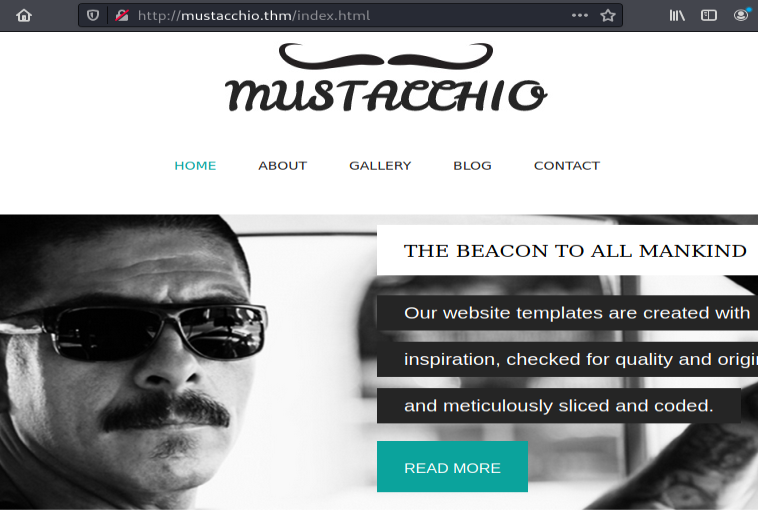 http://mustacchio.thm/index.html
MUSTACCHIO
HOME ABOUT GALLERY BLOG CONTACT
THE BEACON TO ALL MANKIND
Our website templates are created with
inspiration, checked for quality and origi
and meticulously sliced and coded.
READ MORE